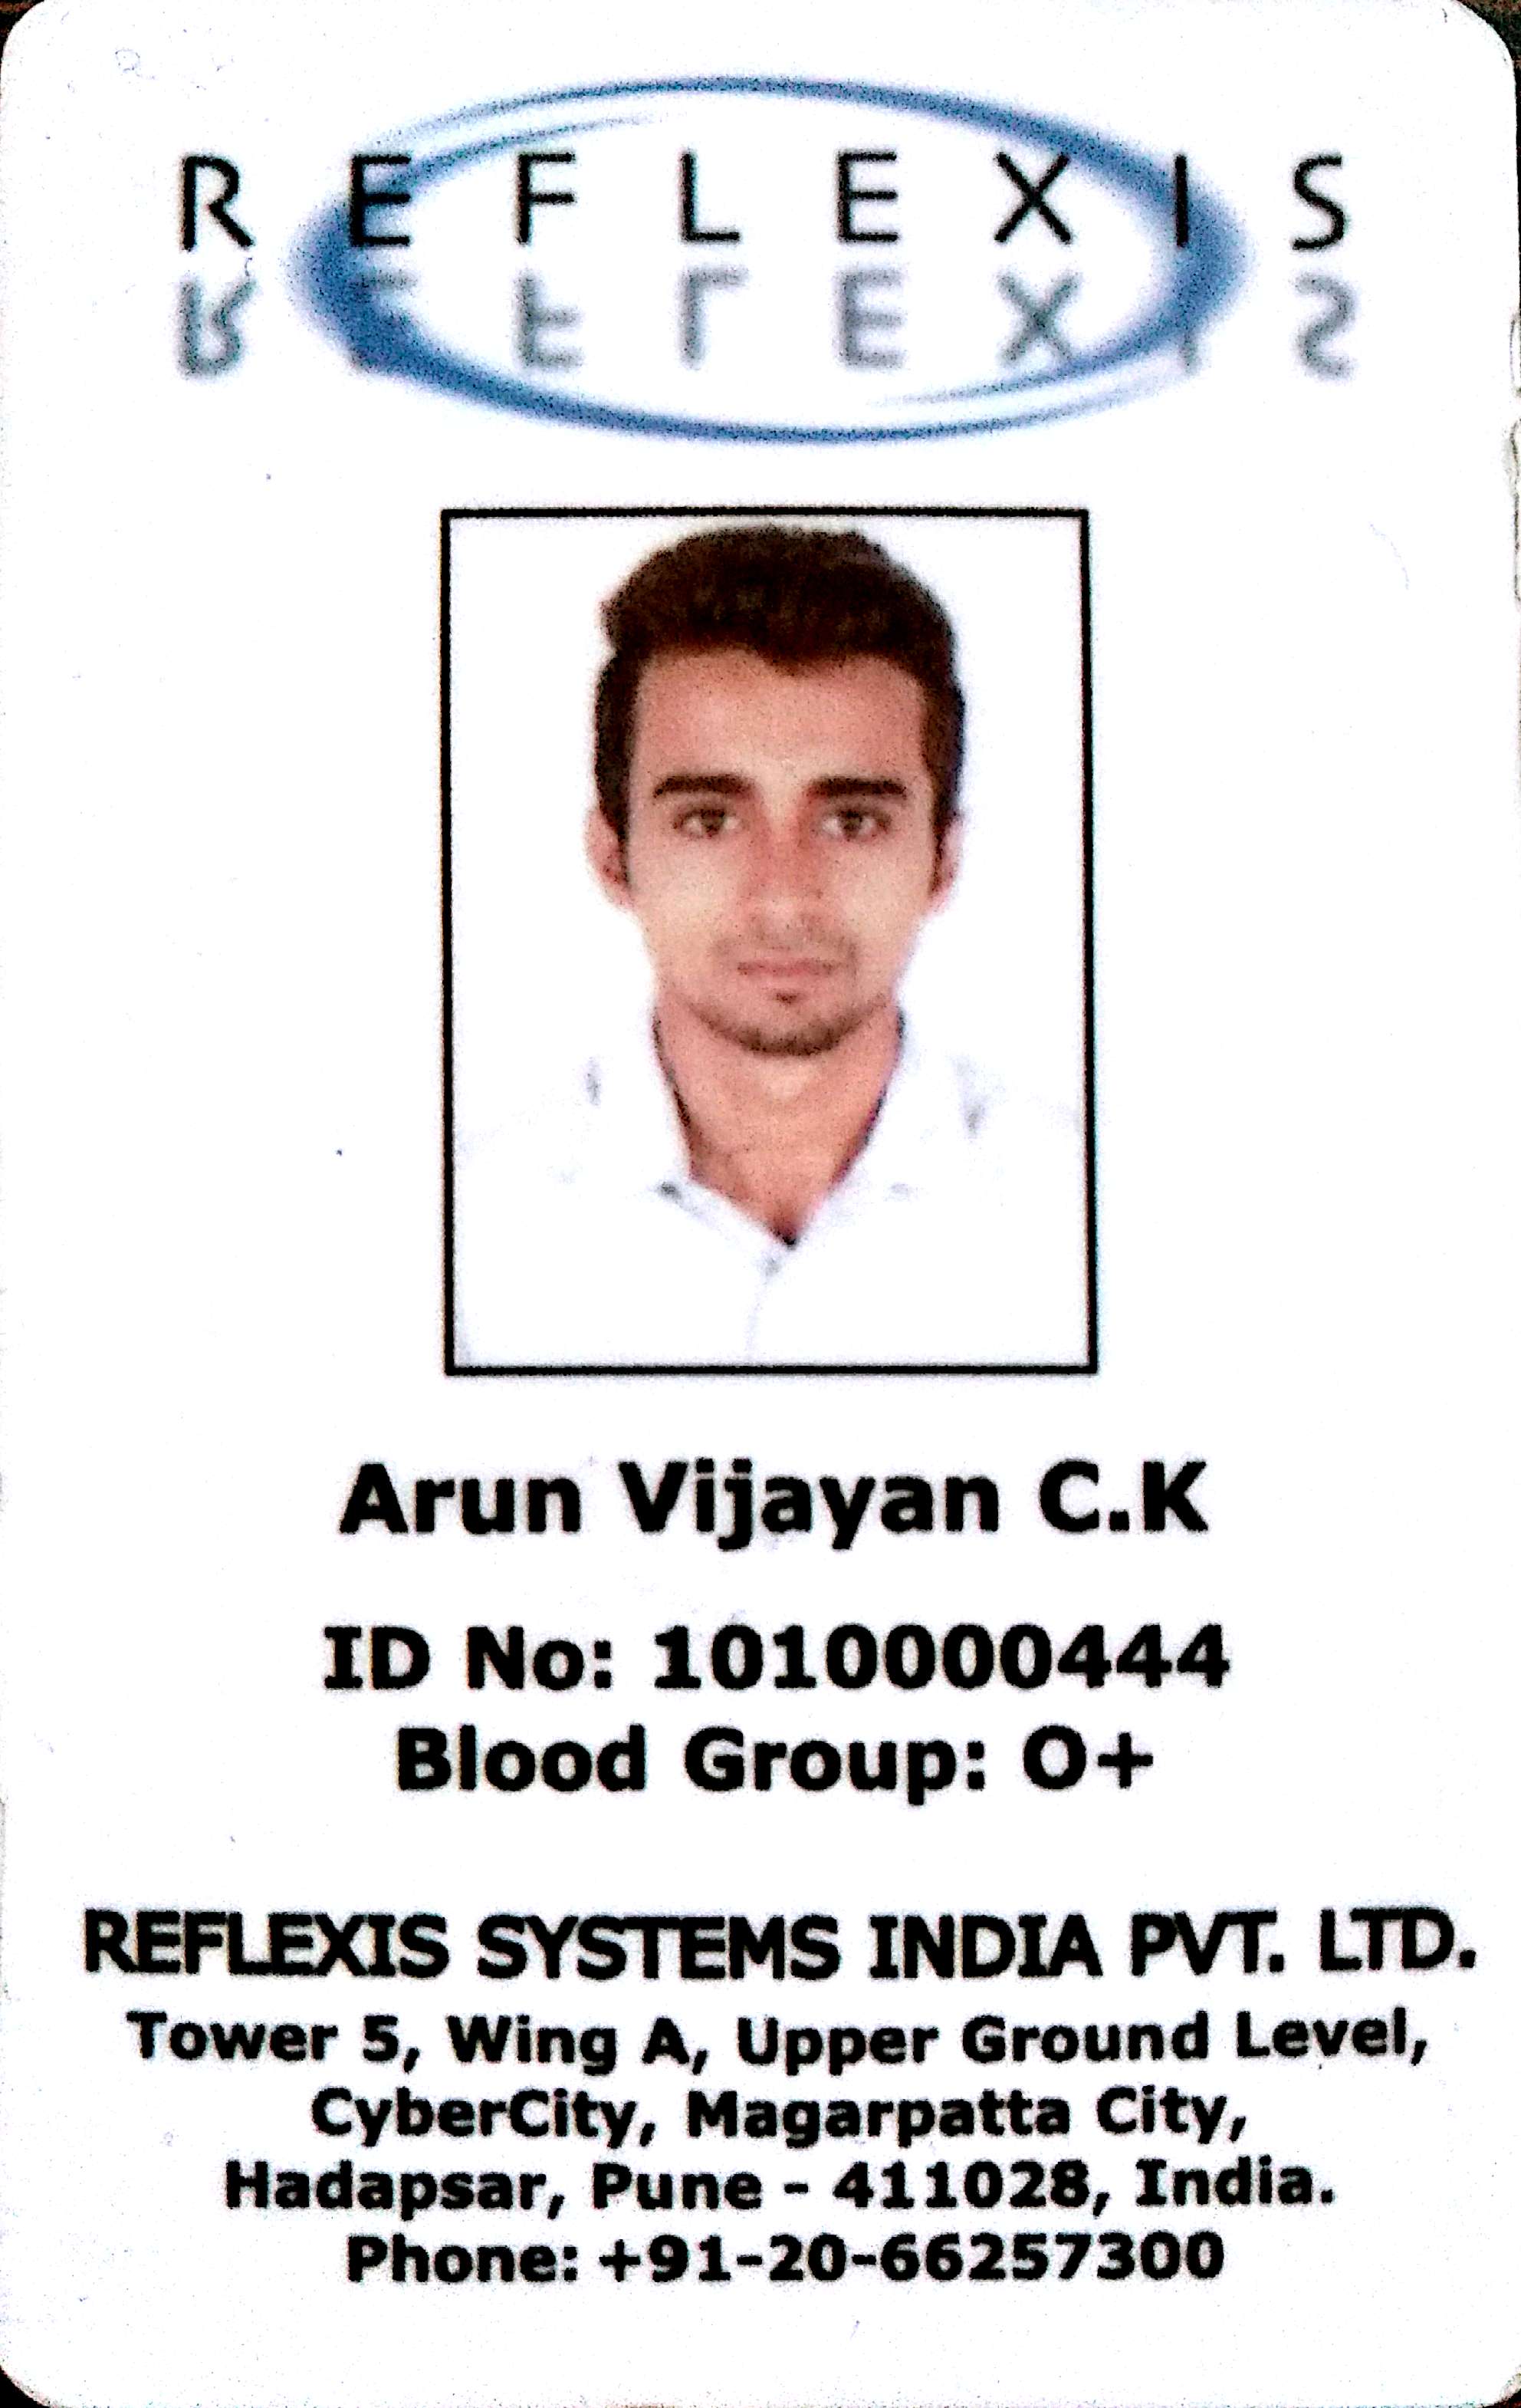 REFLEXIS
Arun Vijayan C.K
ID No: 1010000444
Blood Group: O+
REFLEXIS SYSTEMS INDIA PVT. LTD.
Tower 5, Wing A, Upper Ground Level,
CyberCity, Magarpatta City,
Hadapsar, Pune - 411028, India.
Phone: +91-20-66257300